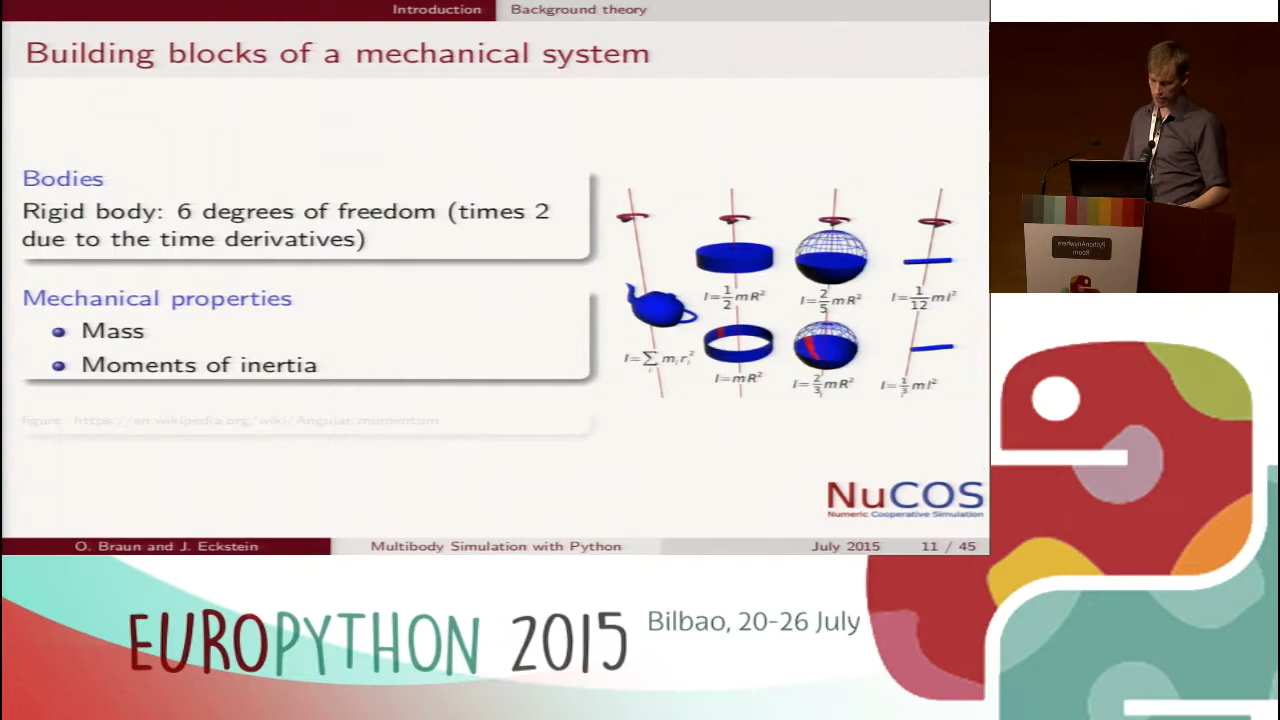 Introduction Background theory
Building blocks of a mechanical system
Bodies
Rigid body: 6 degrees of freedom (times 2
due to the time derivatives)
Mechanical properties
Mass
Moments of inertia
figure: https://en.wikipedia.org/wiki/Angular_momentum
I=1/2 mR²
I=2/5 mR²
I=1/12 ml²
I=∑ mᵢrᵢ²
i
I=mR²
I=2/3 mR²
I=1/3 ml²
NuCOS
Numeric Cooperative Simulation
O. Braun and J. Eckstein Multibody Simulation with Python July 2015 11 / 45
PythonAnywhere
Room
EUROPYTHON 2015 Bilbao, 20-26 July